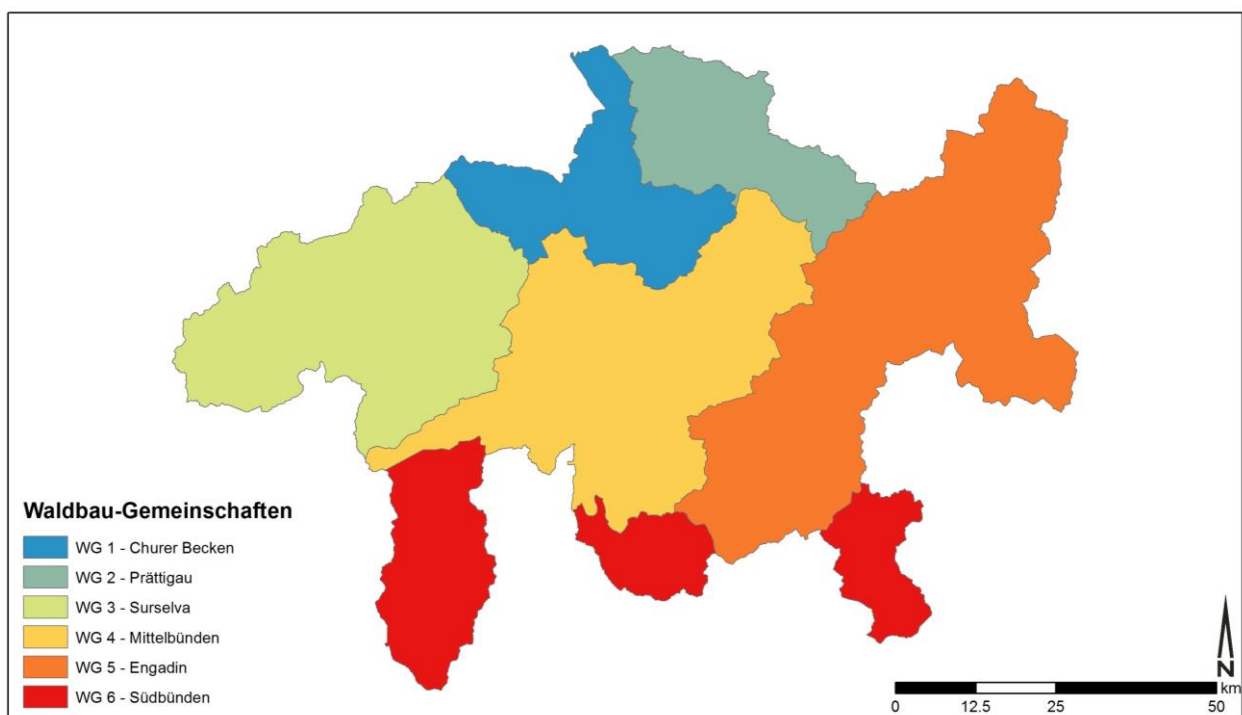 Waldbau-Gemeinschaften
WG 1 - Churer Becken
WG 2 - Prättigau
WG 3 - Surselva
WG 4 - Mittelbünden
WG 5 - Engadin
WG 6 - Südbünden
N
km
0 12.5 25 50